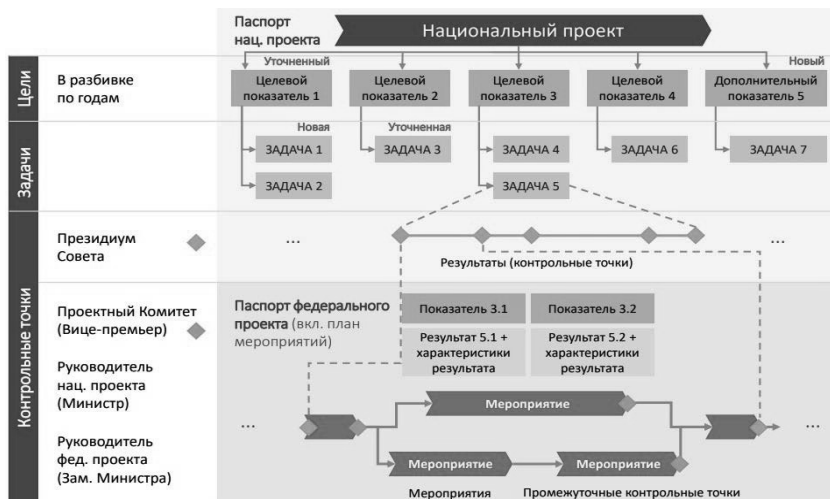 Паспорт
нац. проекта
Национальный проект
Цели
В разбивке
по годам
Уточненный
Целевой
показатель 1
Целевой
показатель 2
Целевой
показатель 3
Целевой
показатель 4
Новый
Дополнительный
показатель 5
Задачи
Новая
ЗАДАЧА 1
ЗАДАЧА 2
Уточненная
ЗАДАЧА 3
ЗАДАЧА 4
ЗАДАЧА 5
ЗАДАЧА 6
ЗАДАЧА 7
Контрольные точки
Президиум
Совета
...
...
Результаты (контрольные точки)
Проектный Комитет
(Вице-премьер)
Руководитель
нац. проекта
(Министр)
Руководитель
фед. проекта
(Зам. Министра)
Паспорт федерального
проекта (вкл. план
мероприятий)
Показатель 3.1
Показатель 3.2
Результат 5.1 +
характеристики
результата
Результат 5.2 +
характеристики
результата
...
Мероприятие
...
Мероприятие
Мероприятие
Мероприятия
Промежуточные контрольные точки